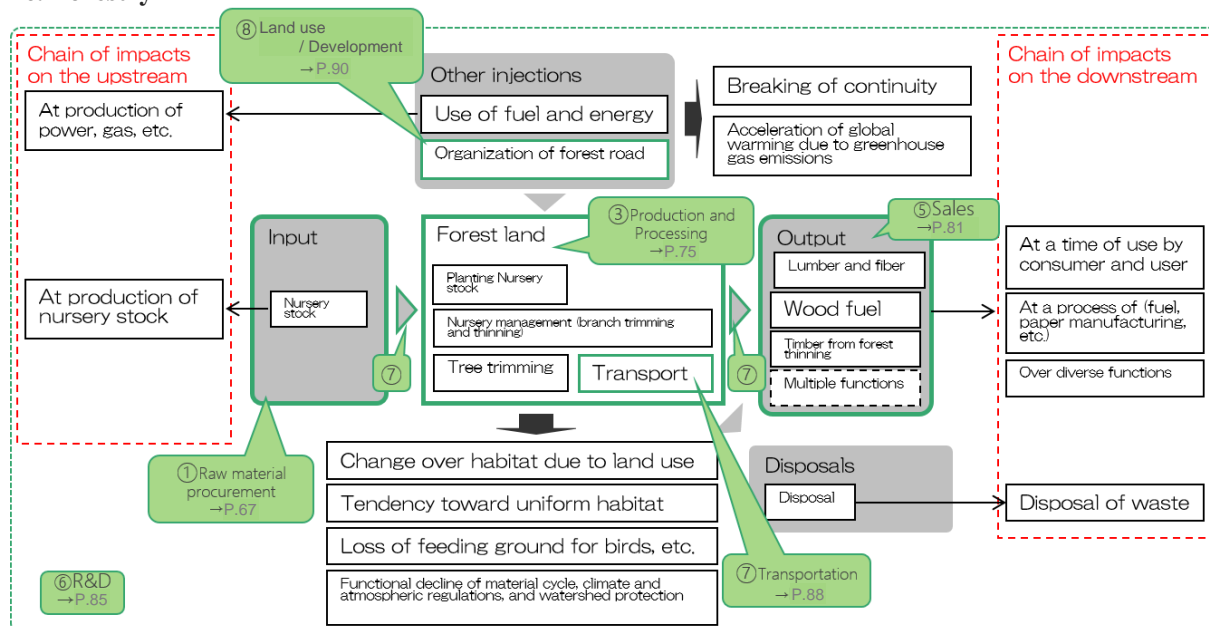 Chain of impacts
on the upstream
⑧Land use
/ Development
→P.90
Other injections
Use of fuel and energy
Organization of forest road
At production of
power, gas, etc.
Breaking of continuity
Acceleration of global
warming due to greenhouse
gas emissions
Chain of impacts
on the downstream
At production of
nursery stock
Input
Nursery
stock
⑦
Forest land
③Production and
Processing
→P.75
Planting Nursery
stock
Nursery management (branch trimming
and thinning)
Tree trimming
Transport
⑦
⑤Sales
→P.81
Output
Lumber and fiber
Wood fuel
Timber from forest
thinning
Multiple functions
At a time of use by
consumer and user
At a process of (fuel,
paper manufacturing,
etc.)
Over diverse functions
①Raw material
procurement
→P.67
Change over habitat due to land use
Tendency toward uniform habitat
Loss of feeding ground for birds, etc.
Functional decline of material cycle, climate and
atmospheric regulations, and watershed protection
Disposals
Disposal
Disposal of waste
⑦Transportation
→P.88
⑥R&D
→P.85